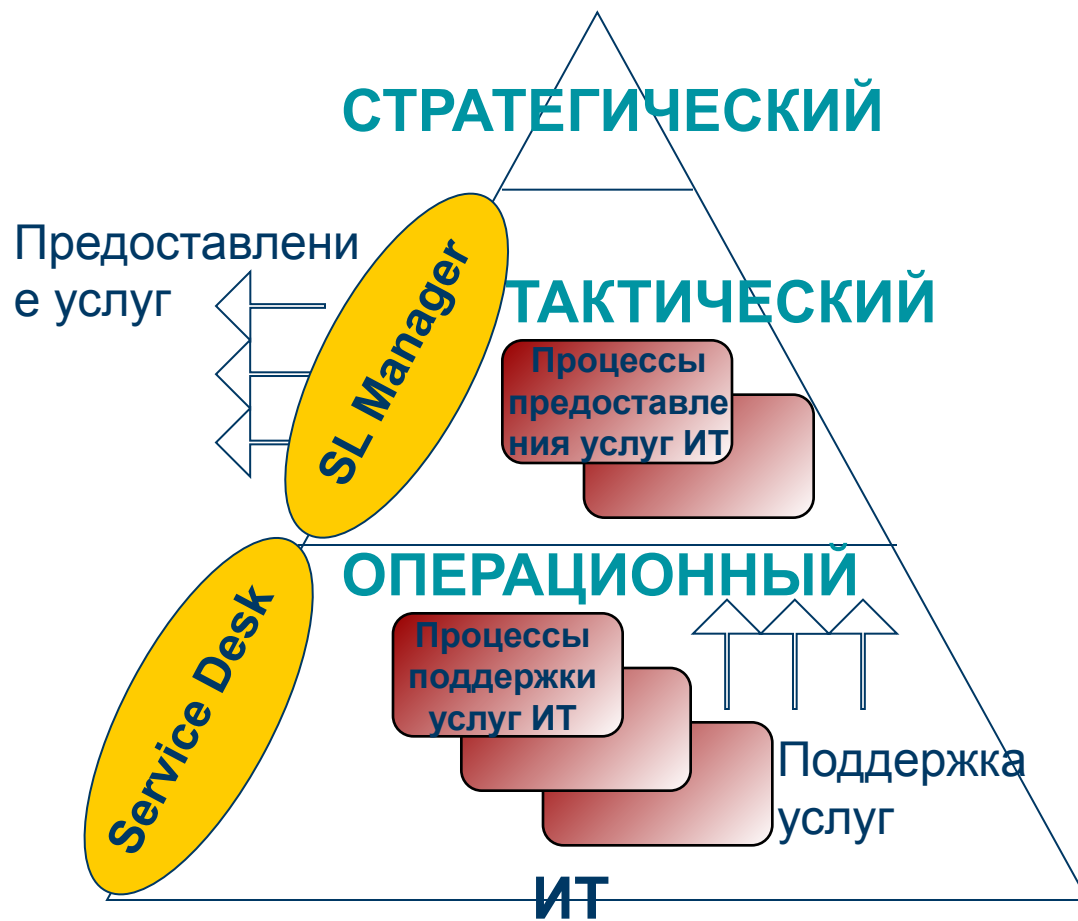 СТРАТЕГИЧЕСКИЙ
Предоставлени
е услуг
SL Manager
ТАКТИЧЕСКИЙ
Процессы
предоставле
ния услуг ИТ
ОПЕРАЦИОННЫЙ
Service Desk
Процессы
поддержки
услуг ИТ
Поддержка
услуг
ИТ